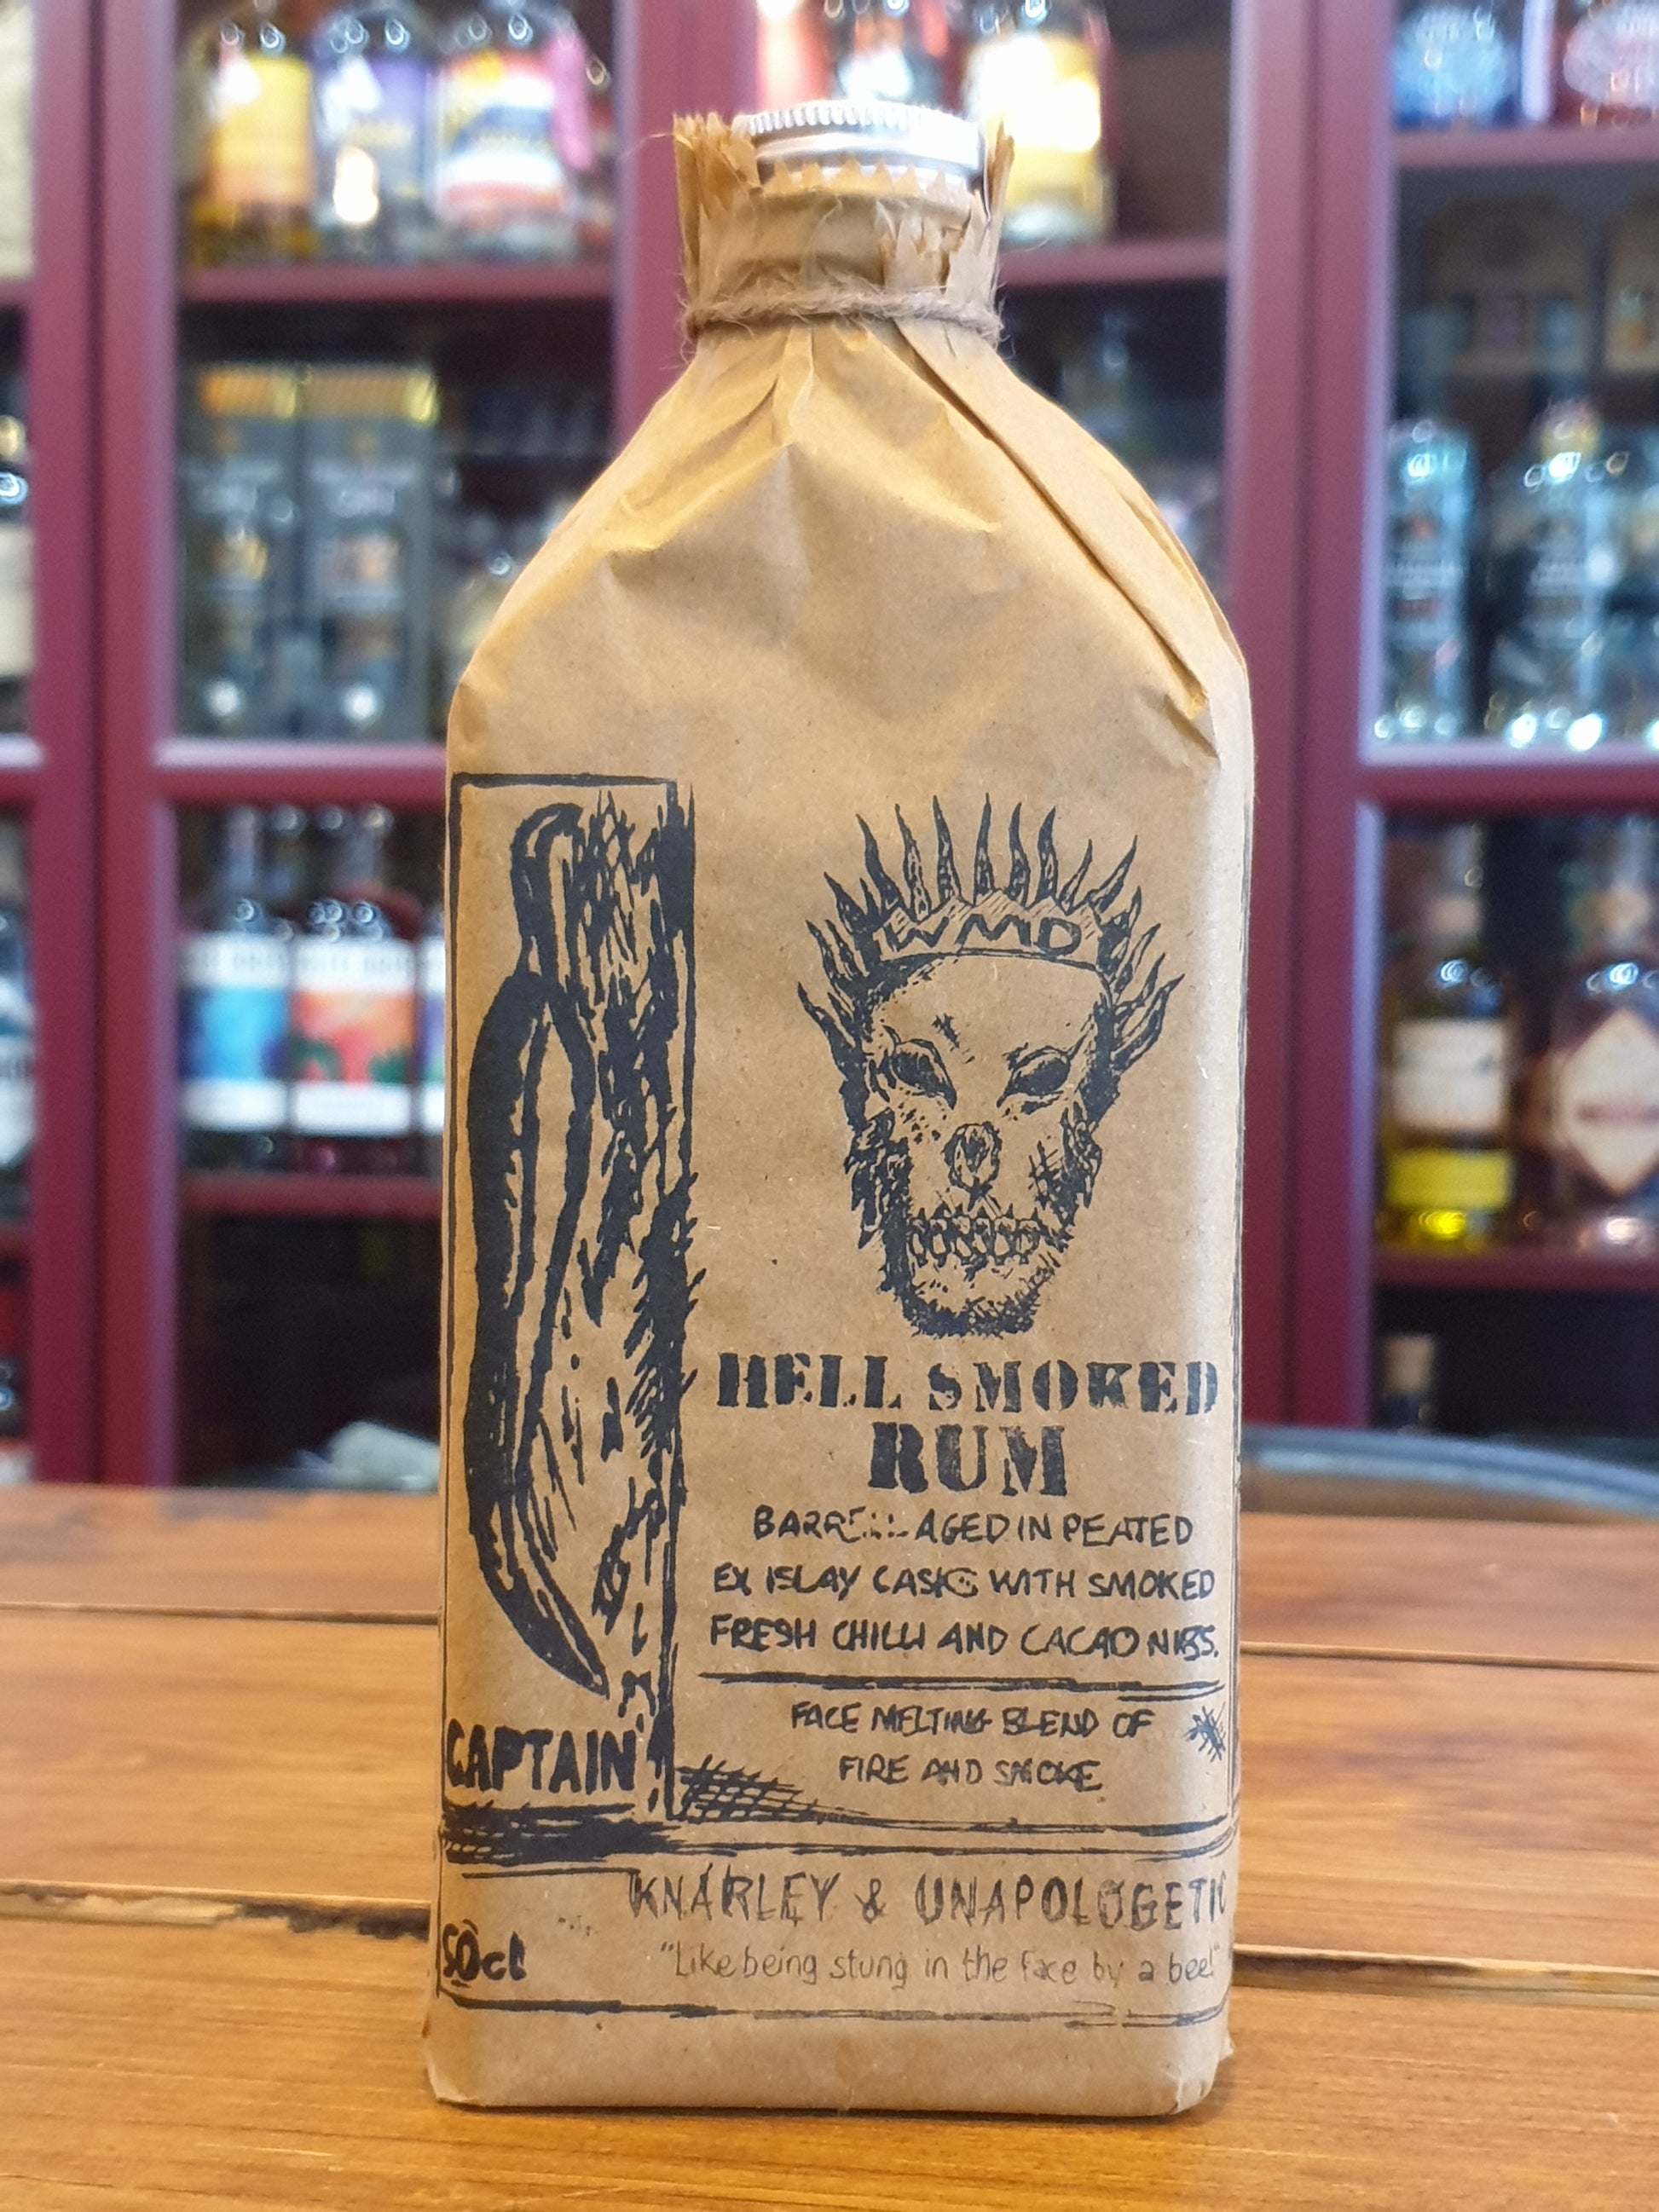 WMD
HELL SMOKED
RUM
BARRELL AGED IN PEATED
EX ISLAY CASKS WITH SMOKED
FRESH CHILLI AND CACAO NIBS.
FACE MELTING BLEND OF
FIRE AND SMOKE
CAPTAIN
KNARLEY & UNAPOLOGETIC
50cl
"Like being stung in the face by a bee!"